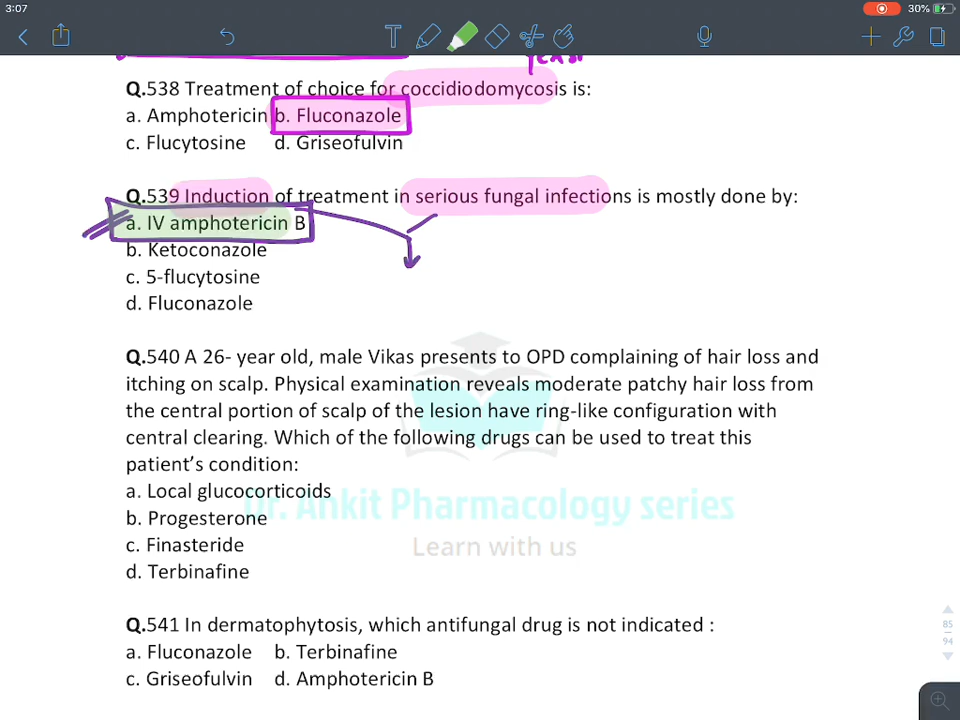 3:07
30%
T
Q.538 Treatment of choice for coccidiodomycosis is:
a. Amphotericin b. Fluconazole
c. Flucytosine d. Griseofulvin
Q.539 Induction of treatment in serious fungal infections is mostly done by:
a. IV amphotericin B
b. Ketoconazole
c. 5-flucytosine
d. Fluconazole
Q.540 A 26- year old, male Vikas presents to OPD complaining of hair loss and
itching on scalp. Physical examination reveals moderate patchy hair loss from
the central portion of scalp of the lesion have ring-like configuration with
central clearing. Which of the following drugs can be used to treat this
patient's condition:
a. Local glucocorticoids
Dr. Ankit Pharmacology series
b. Progesterone
c. Finasteride
Learn with us
d. Terbinafine
Q.541 In dermatophytosis, which antifungal drug is not indicated :
a. Fluconazole b. Terbinafine
c. Griseofulvin d. Amphotericin B
85
94